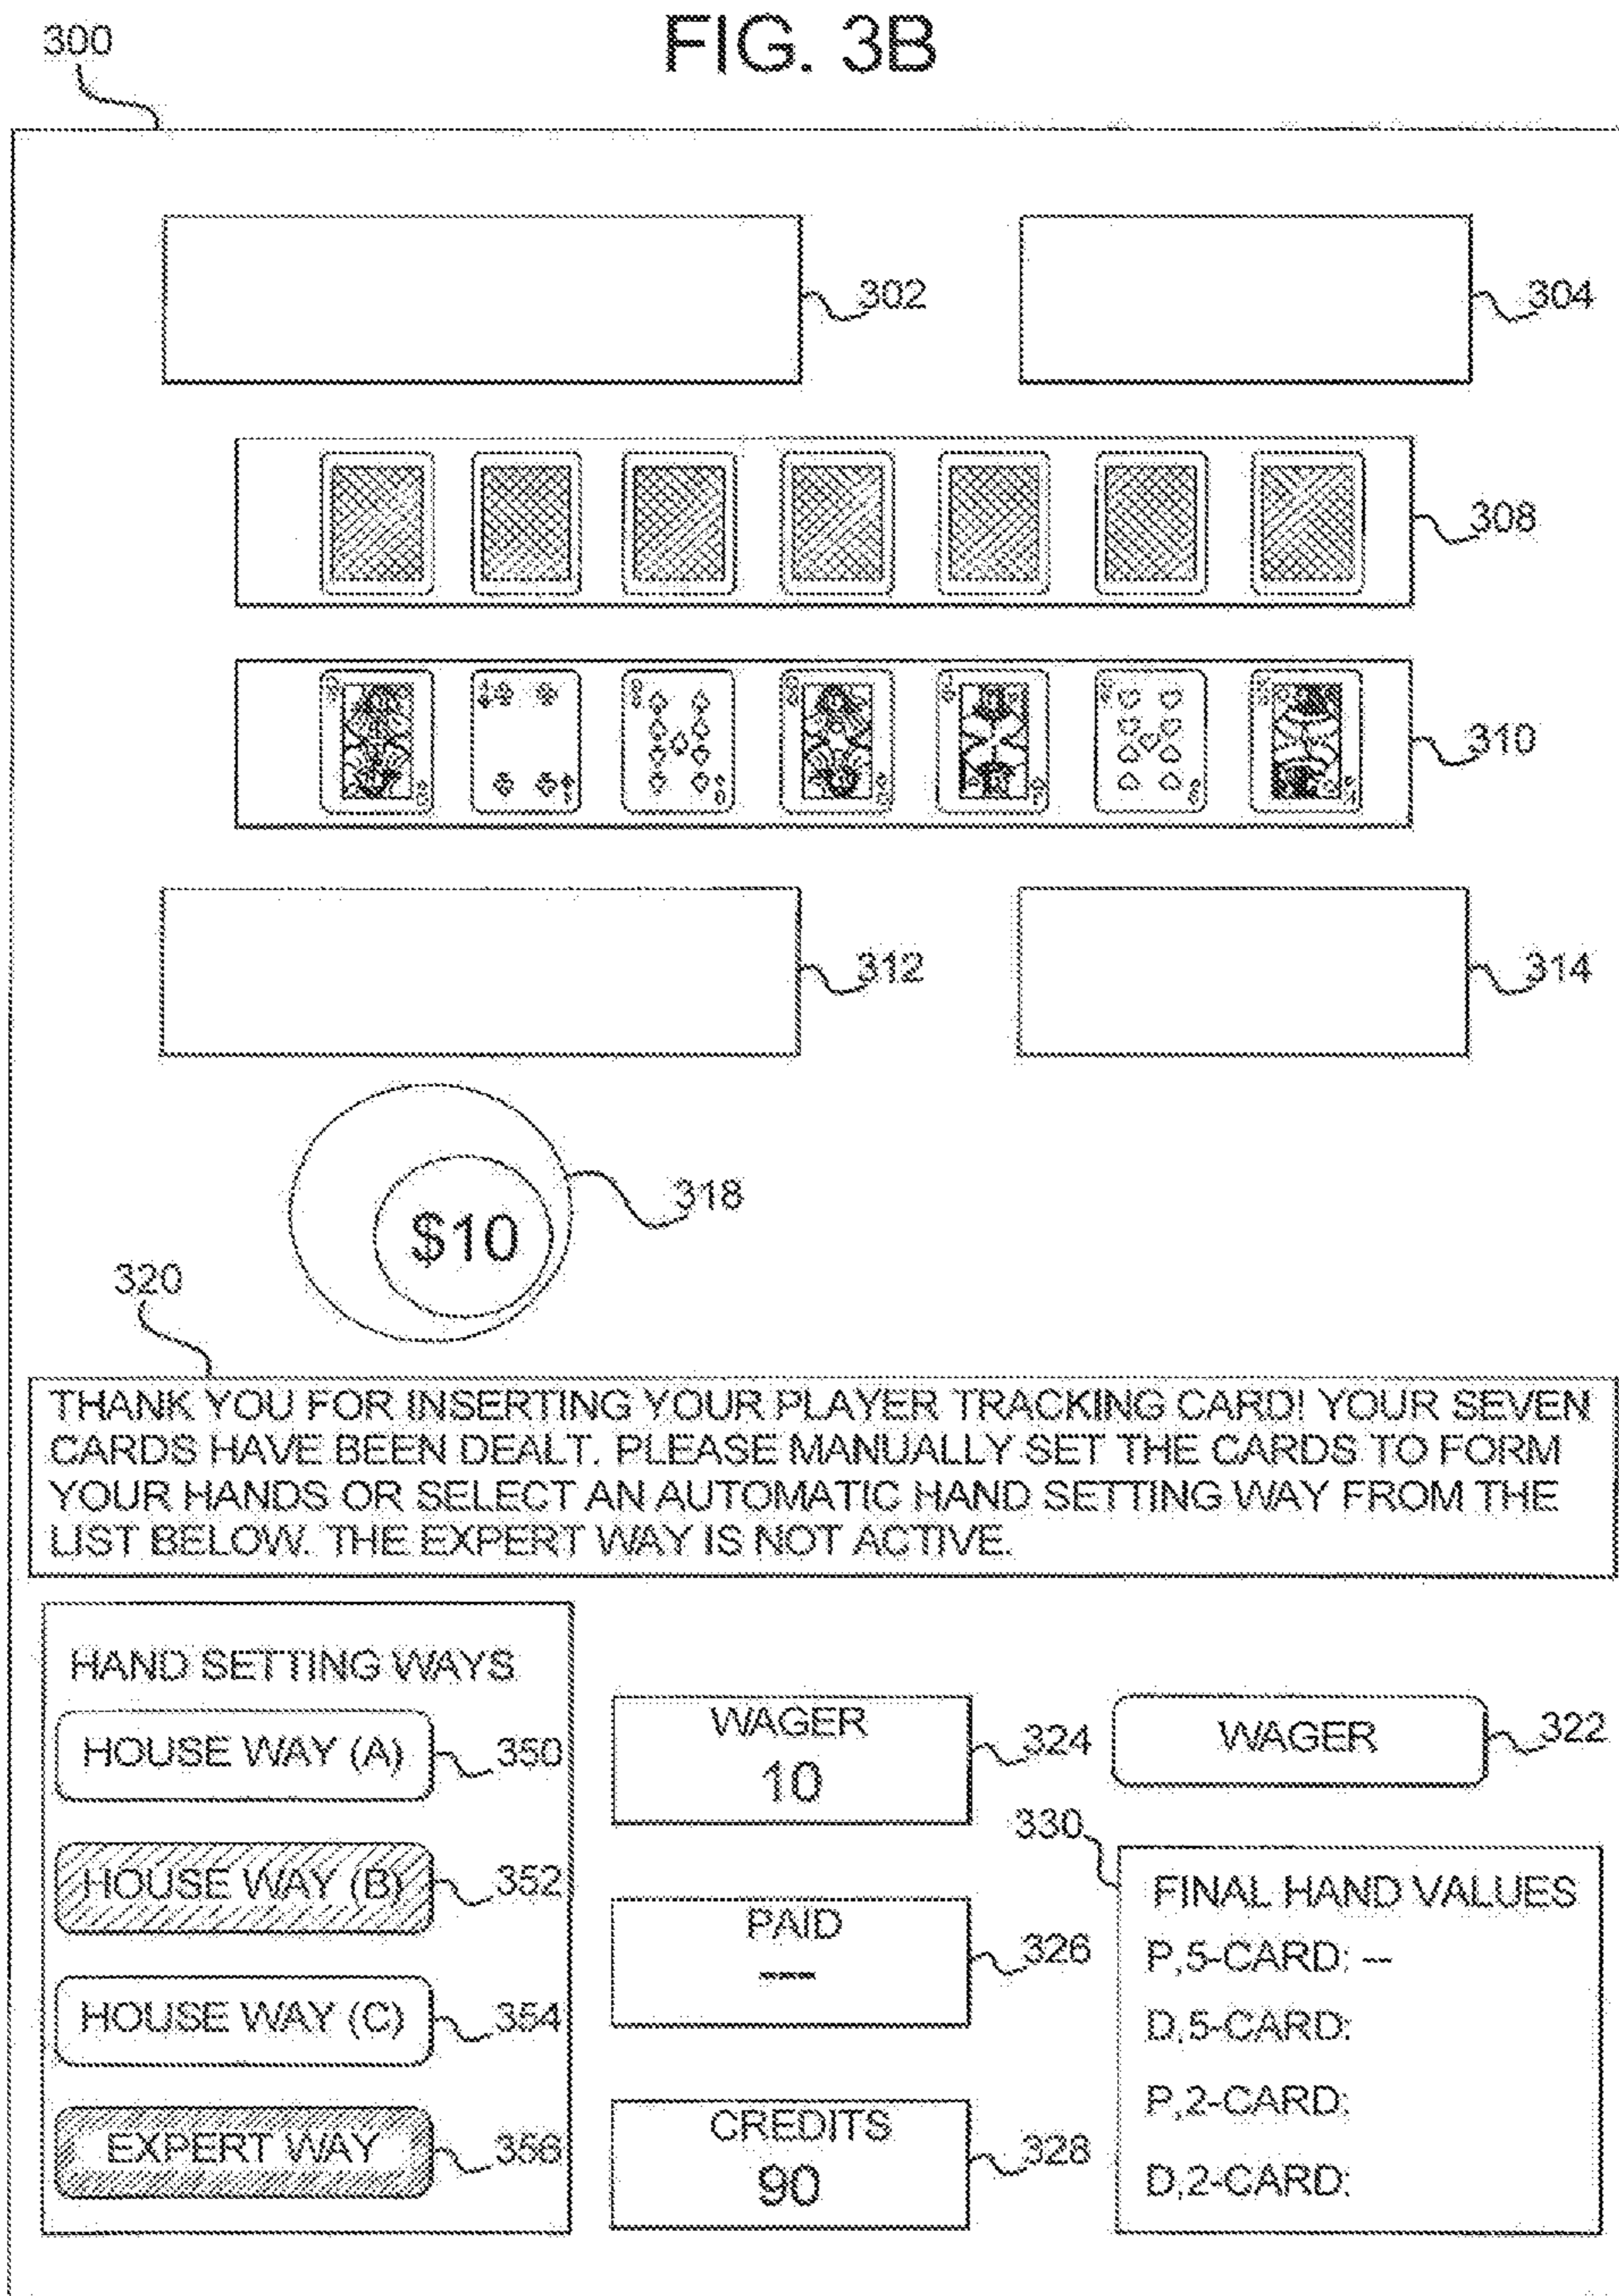 FIG. 3B
300
302
304
308
310
312
314
$10
318
320
THANK YOU FOR INSERTING YOUR PLAYER TRACKING CARD! YOUR SEVEN
CARDS HAVE BEEN DEALT. PLEASE MANUALLY SET THE CARDS TO FORM
YOUR HANDS OR SELECT AN AUTOMATIC HAND SETTING WAY FROM THE
LIST BELOW. THE EXPERT WAY IS NOT ACTIVE.
HAND SETTING WAYS
HOUSE WAY (A)
350
HOUSE WAY (B)
352
HOUSE WAY (C)
354
EXPERT WAY
356
WAGER
10
324
PAID
---
326
CREDITS
90
328
WAGER
322
330
FINAL HAND VALUES
P,5-CARD: --
D,5-CARD:
P,2-CARD:
D,2-CARD: